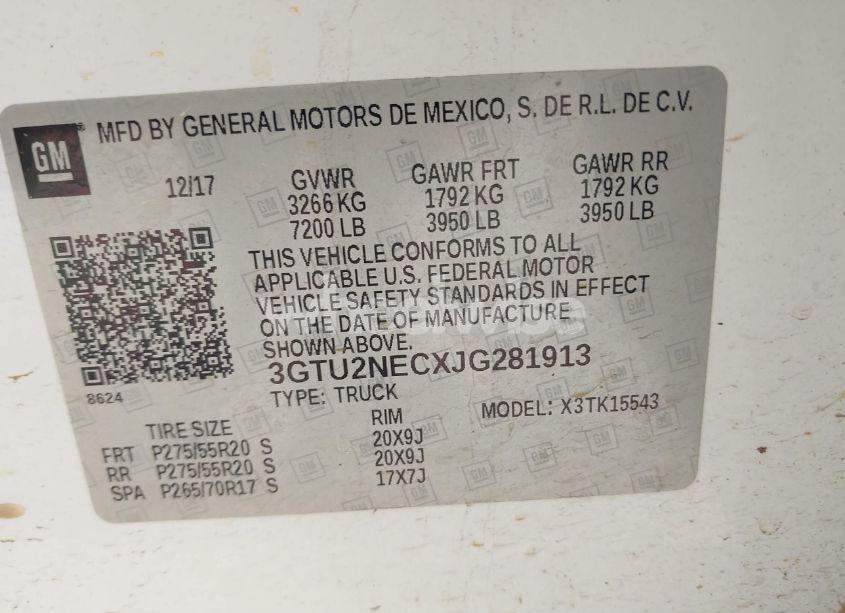 GM
MFD BY GENERAL MOTORS DE MEXICO, S. DE R.L. DE C.V.
12/17
GVWR GAWR FRT GAWR RR
3266 KG 1792 KG 1792 KG
7200 LB 3950 LB 3950 LB
THIS VEHICLE CONFORMS TO ALL
APPLICABLE U.S. FEDERAL MOTOR
VEHICLE SAFETY STANDARDS IN EFFECT
ON THE DATE OF MANUFACTURE
SHOWN ABOVE.
3GTU2NECXJG281913
8624
TYPE: TRUCK
MODEL: X3TK15543
TIRE SIZE RIM
FRT P275/55R20 S 20X9J
RR P275/55R20 S 20X9J
SPA P265/70R17 S 17X7J